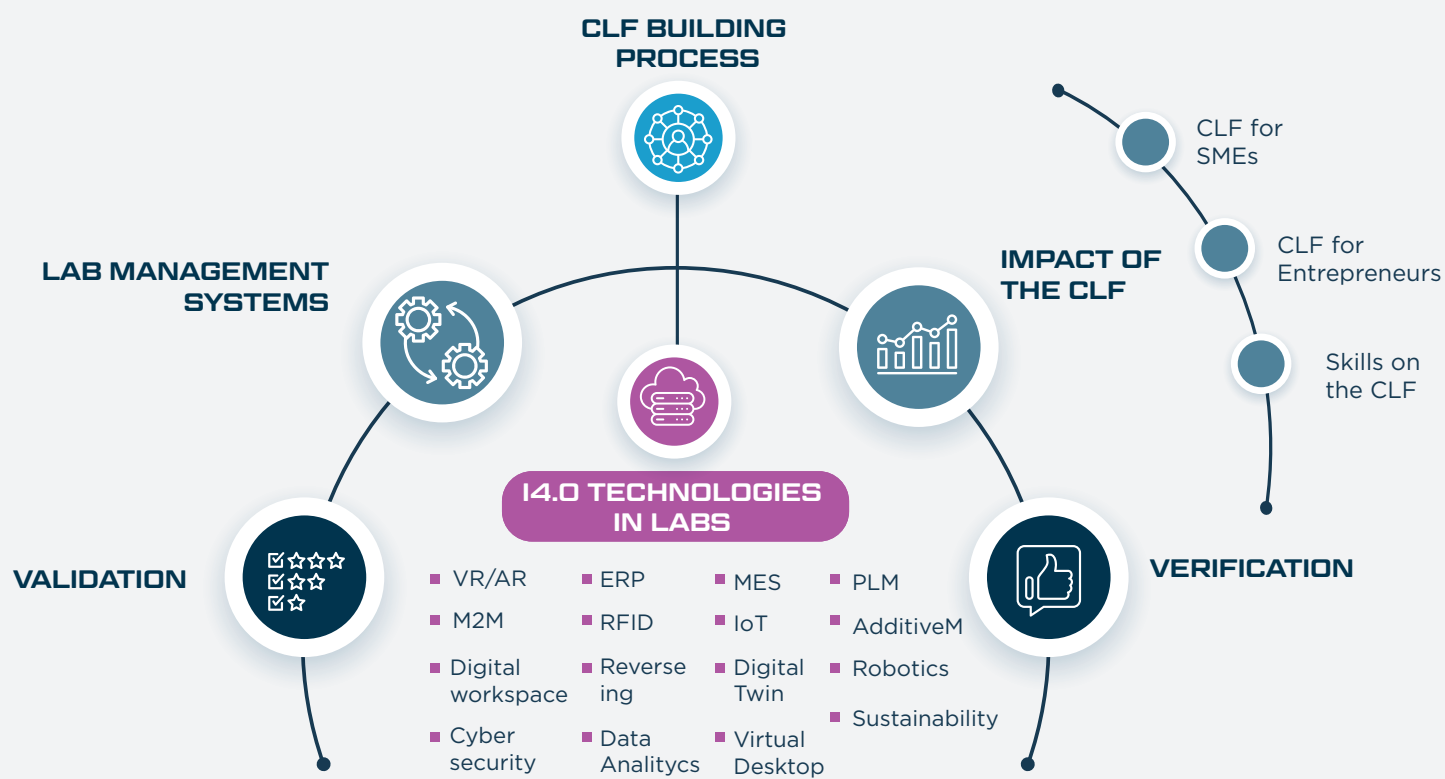 CLF BUILDING
PROCESS
LAB MANAGEMENT
SYSTEMS
IMPACT OF
THE CLF
CLF for
SMEs
CLF for
Entrepreneurs
Skills on
the CLF
VALIDATION
VERIFICATION
I4.0 TECHNOLOGIES
IN LABS
VR/AR
M2M
Digital
workspace
Cyber
security
ERP
RFID
Reverse
ing
Data
Analitycs
MES
IoT
Digital
Twin
Virtual
Desktop
PLM
AdditiveM
Robotics
Sustainability